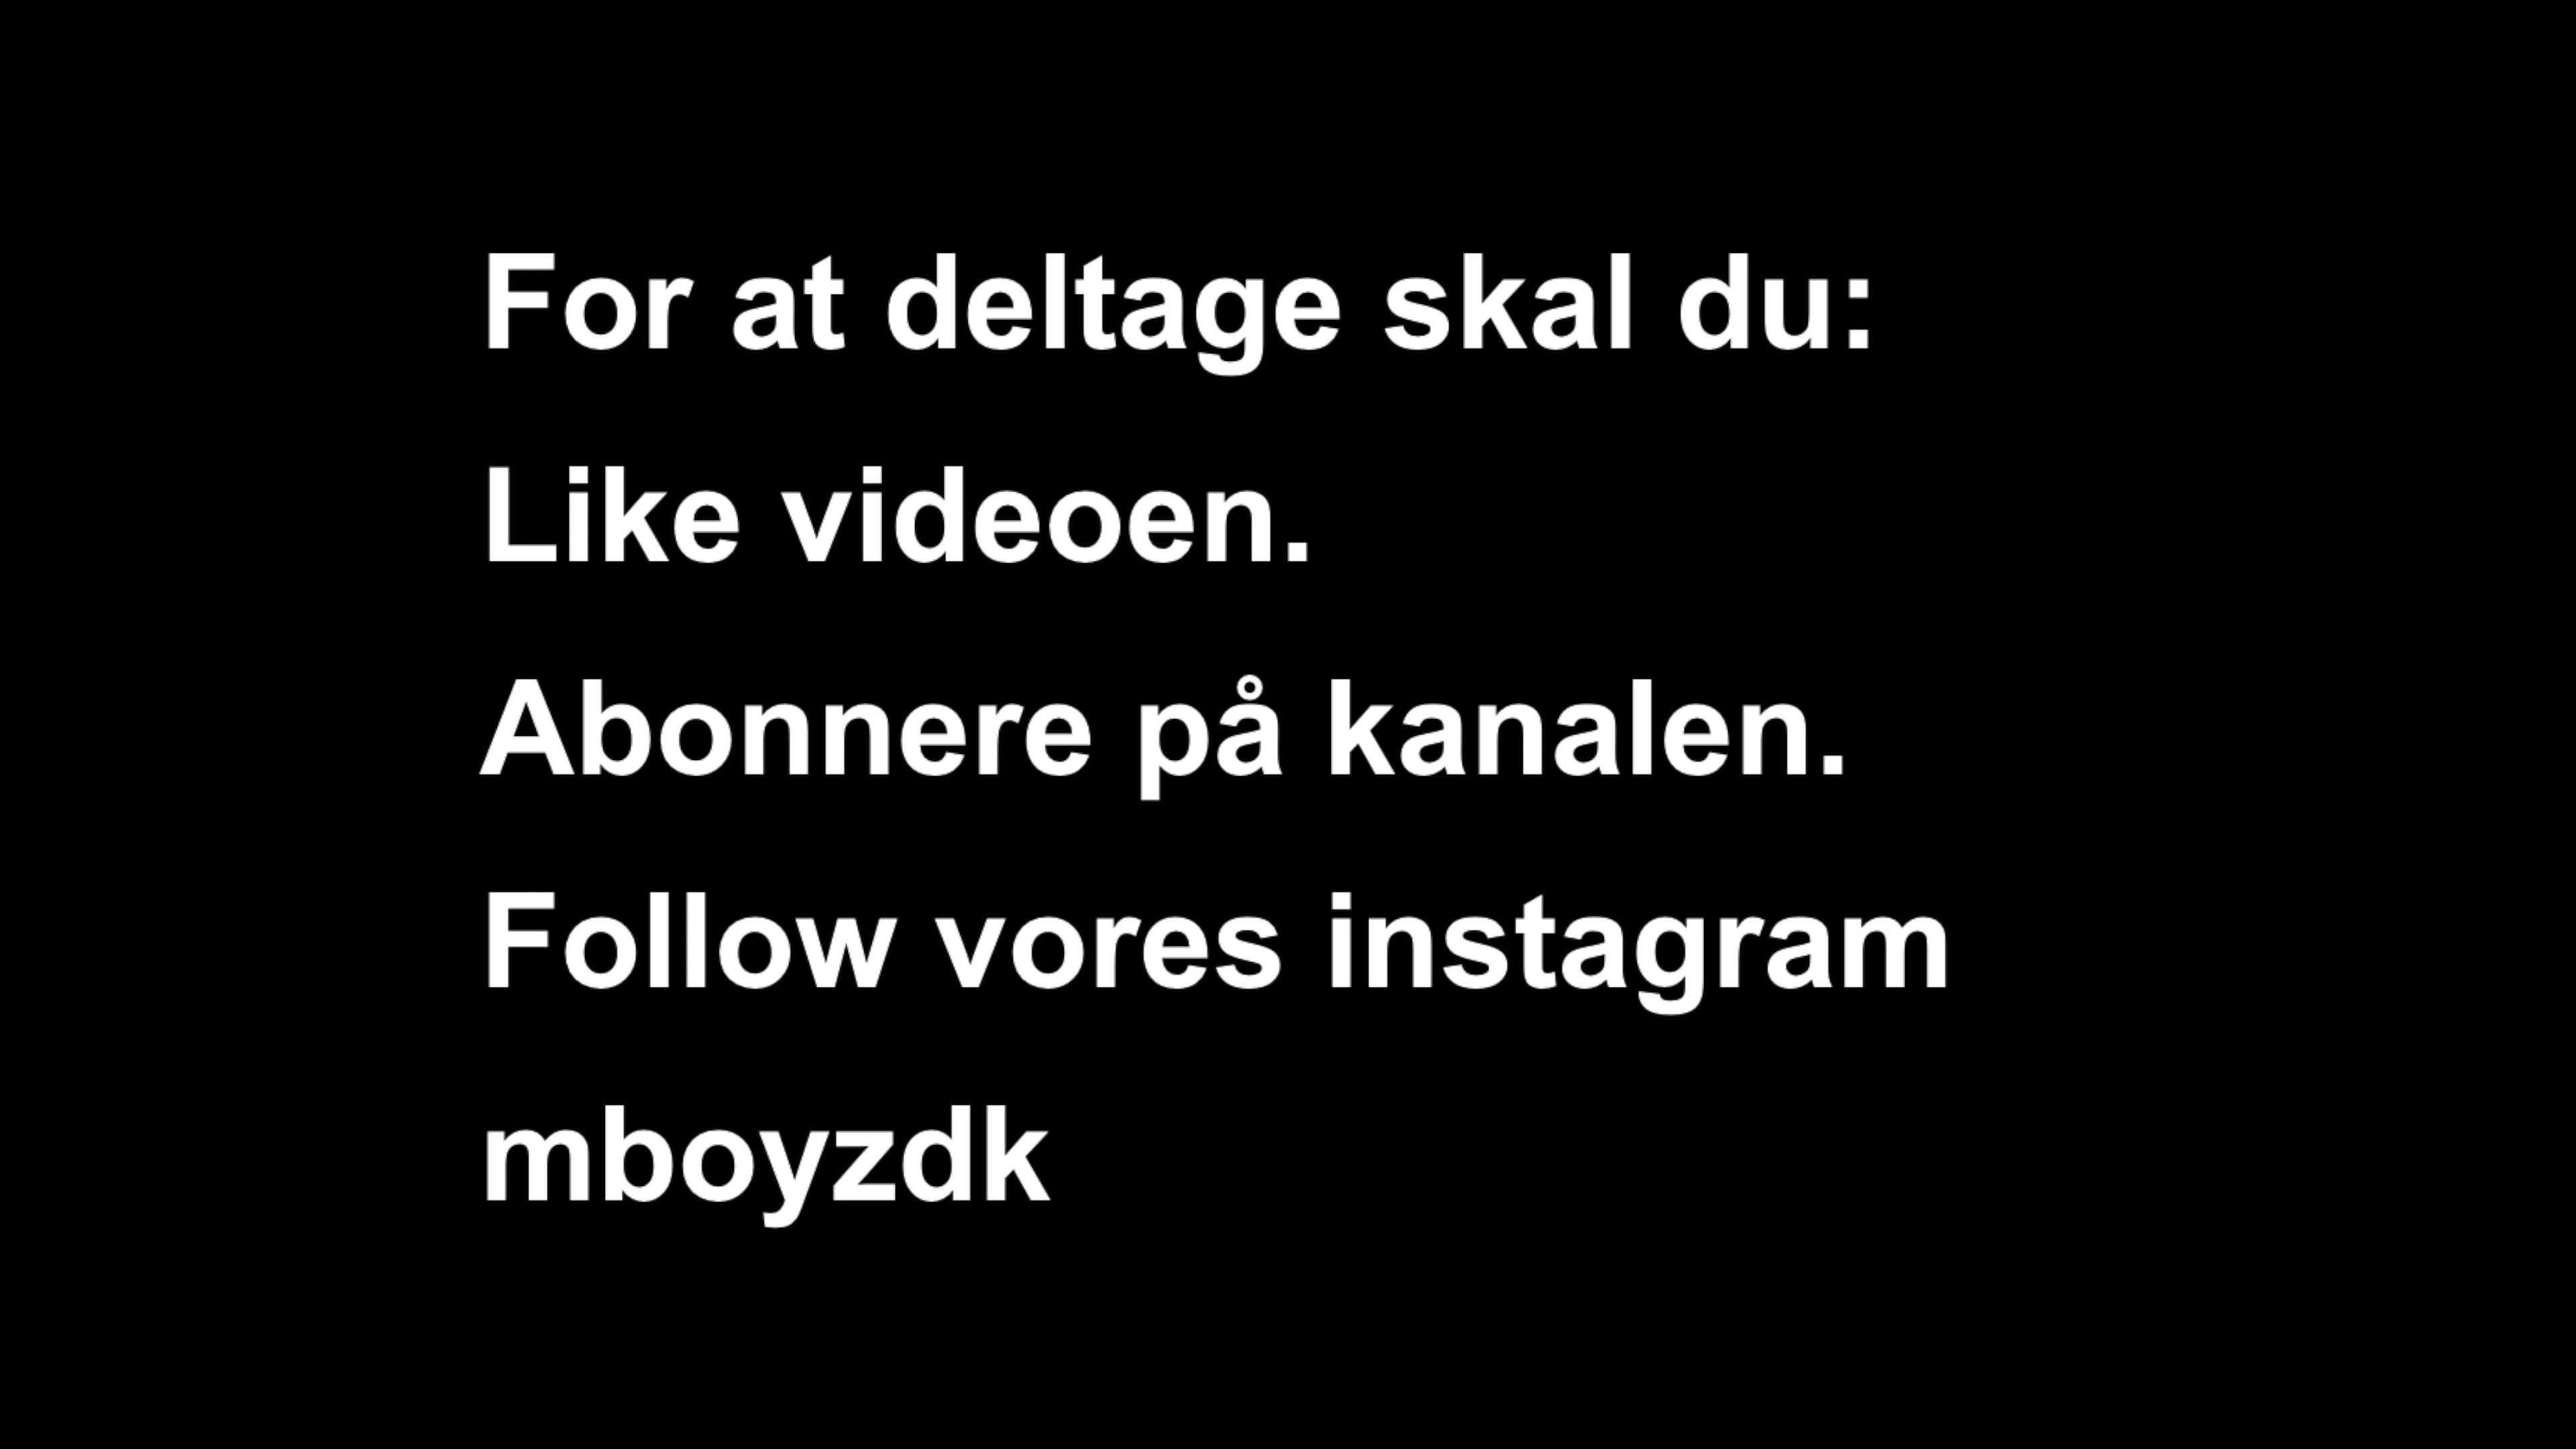 For at deltage skal du:
Like videoen.
Abonnere på kanalen.
Follow vores instagram
mboyzdk